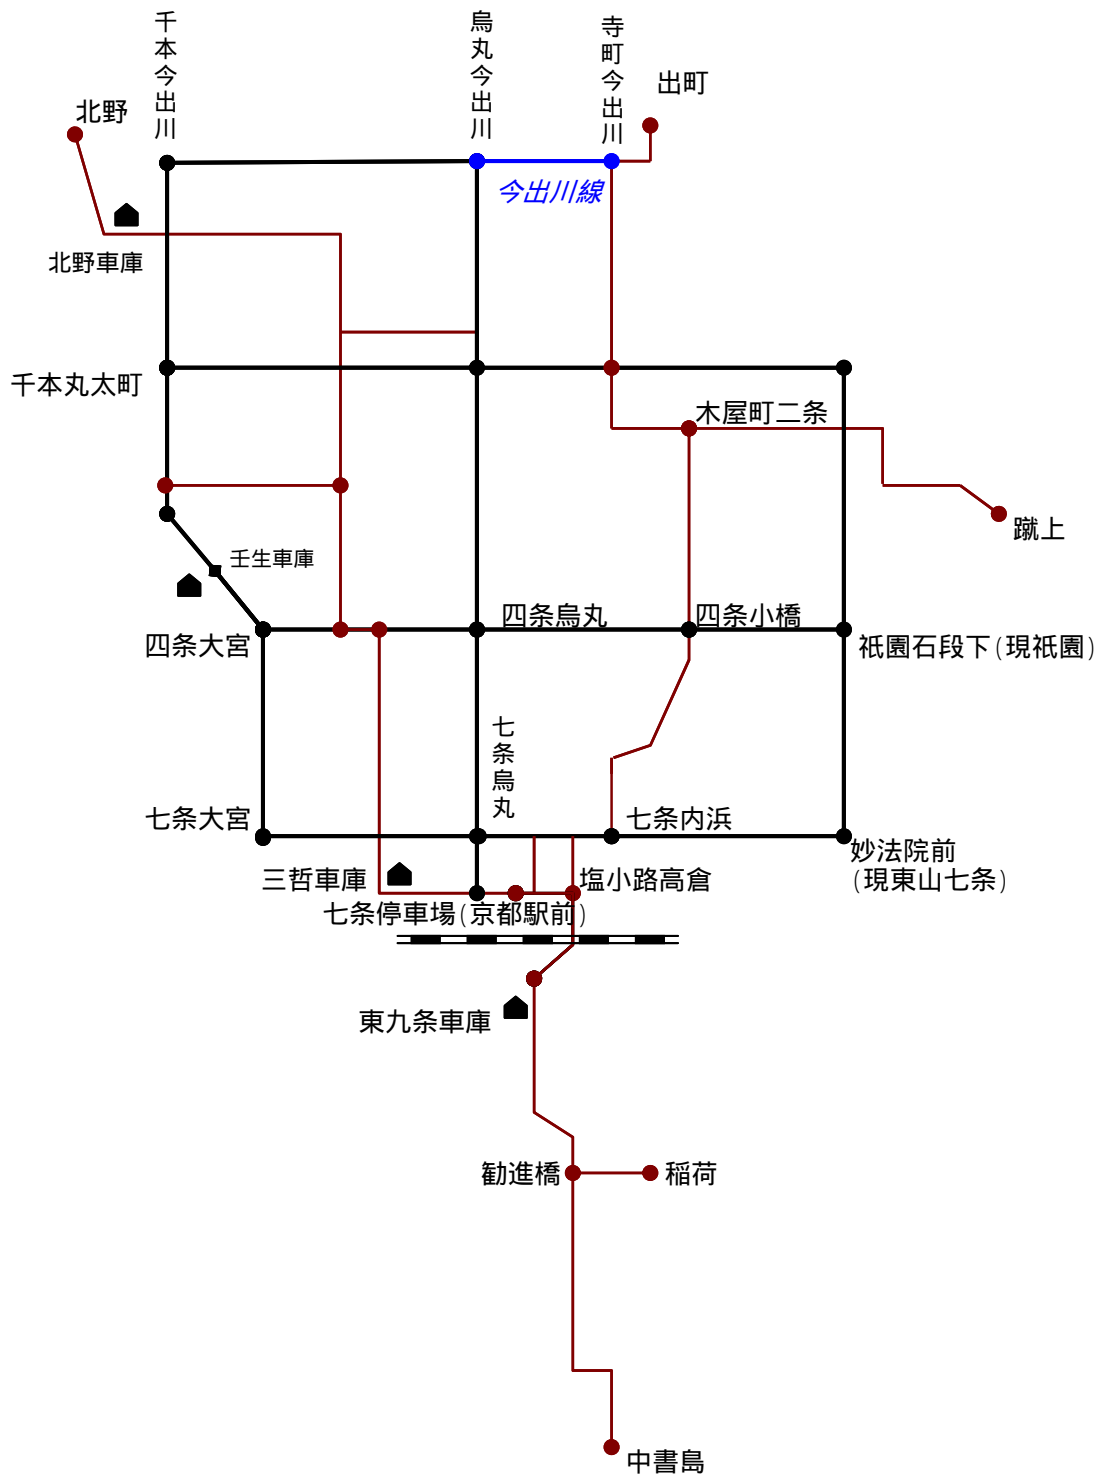 千本今出川
烏丸今出川
寺町今出川
出町
北野
今出川線
北野車庫
千本丸太町
木屋町二条
蹴上
壬生車庫
四条烏丸
四条小橋
四条大宮
祇園石段下(現祇園)
七条烏丸
七条大宮
七条内浜
妙法院前
(現東山七条)
三哲車庫
塩小路高倉
七条停車場(京都駅前)
東九条車庫
勧進橋
稲荷
中書島